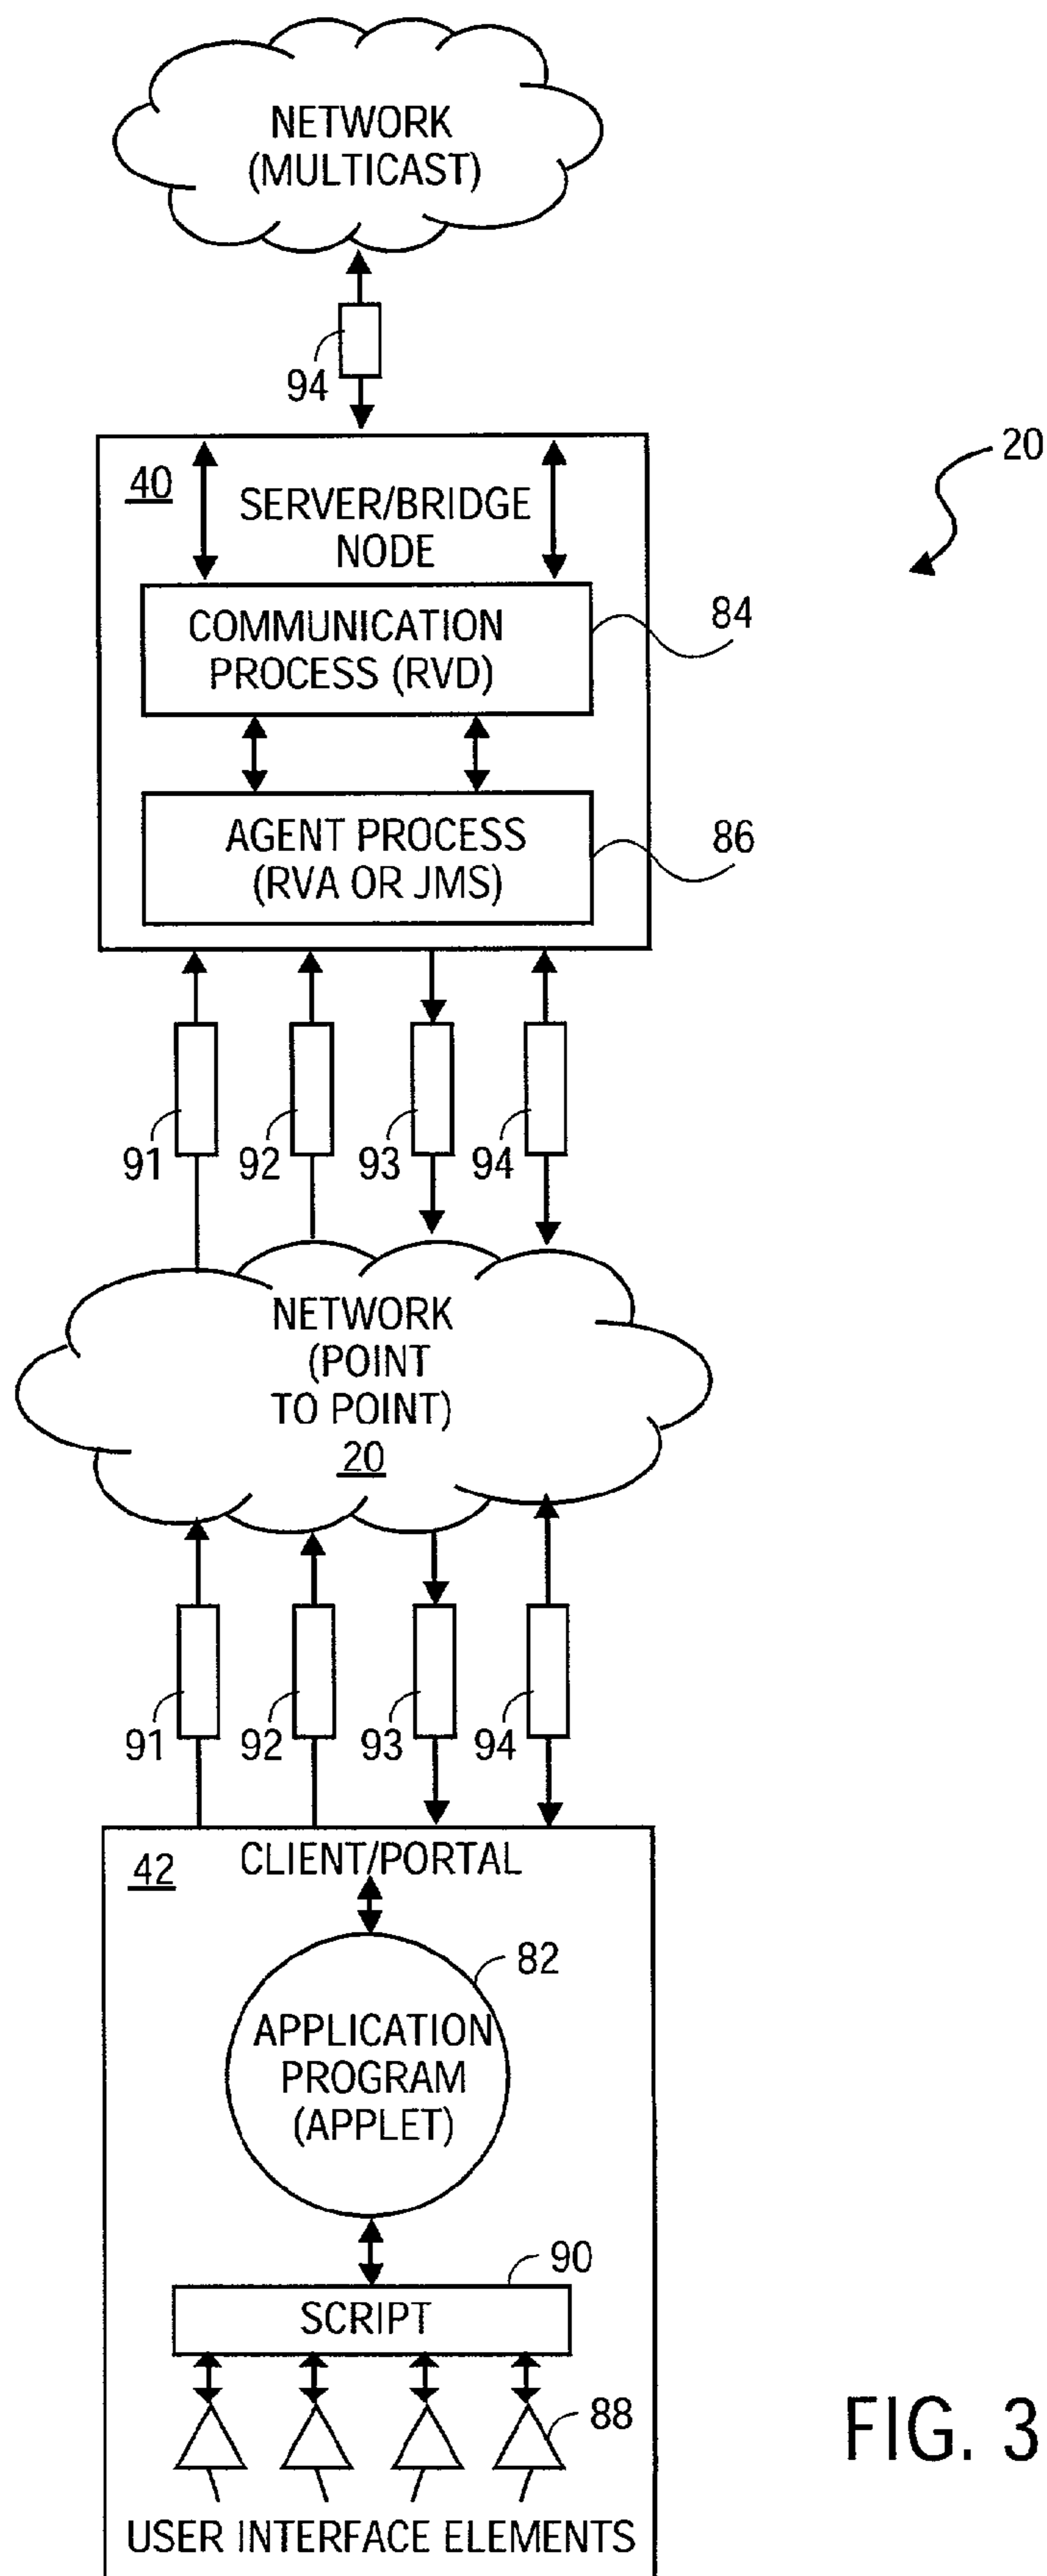 NETWORK
(MULTICAST)
94
20
40
SERVER/BRIDGE
NODE
COMMUNICATION
PROCESS (RVD)
84
AGENT PROCESS
(RVA OR JMS)
86
91
92
93
94
NETWORK
(POINT
TO POINT)
20
91
92
93
94
42
CLIENT/PORTAL
82
APPLICATION
PROGRAM
(APPLET)
90
SCRIPT
88
USER INTERFACE ELEMENTS
FIG. 3